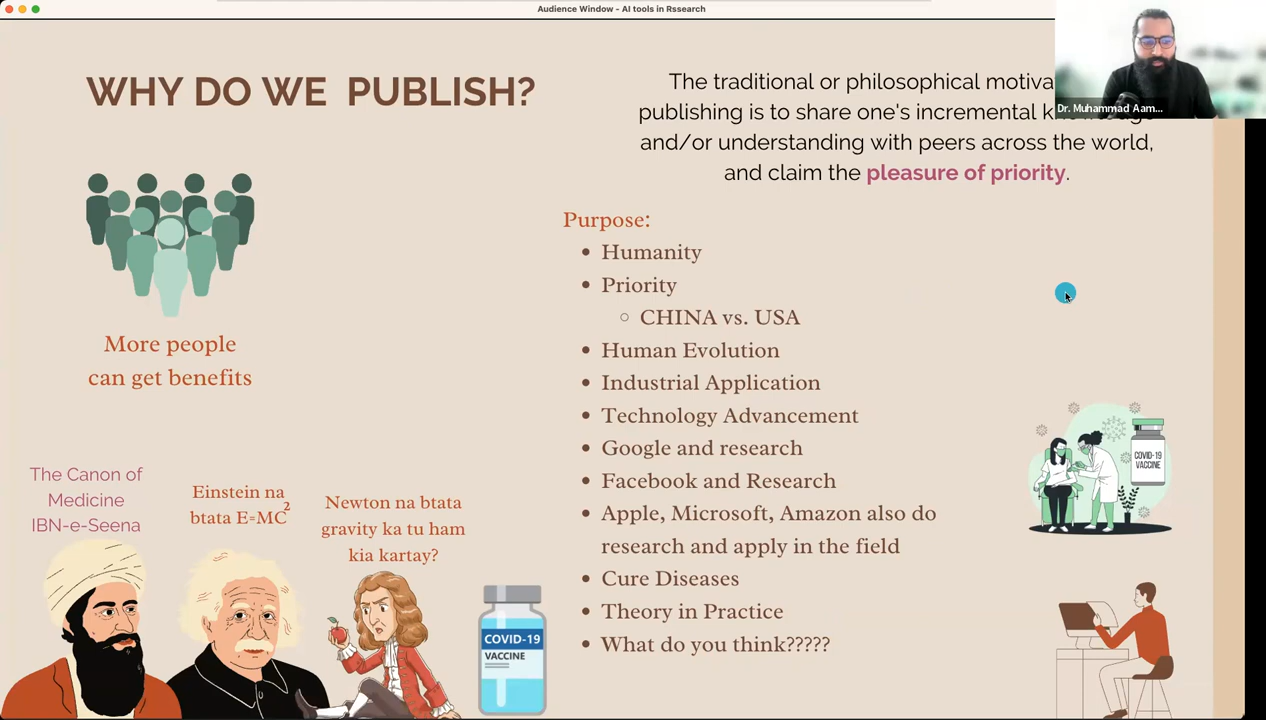 Audience Window - AI tools in Rssearch
WHY DO WE PUBLISH?
The traditional or philosophical
publishing is to share one's incremental
and/or understanding with peers across the world,
and claim the pleasure of priority.
Dr. Muhammad Aam...
Purpose:
• Humanity
• Priority
○ CHINA vs. USA
• Human Evolution
• Industrial Application
• Technology Advancement
• Google and research
• Facebook and Research
• Apple, Microsoft, Amazon also do
research and apply in the field
• Cure Diseases
• Theory in Practice
• What do you think?????
More people
can get benefits
The Canon of
Medicine
IBN-e-Seena
Einstein na
btata E=MC²
Newton na btata
gravity ka tu ham
kia kartay?
COVID-19
VACCINE
COVID-19
VACCINE